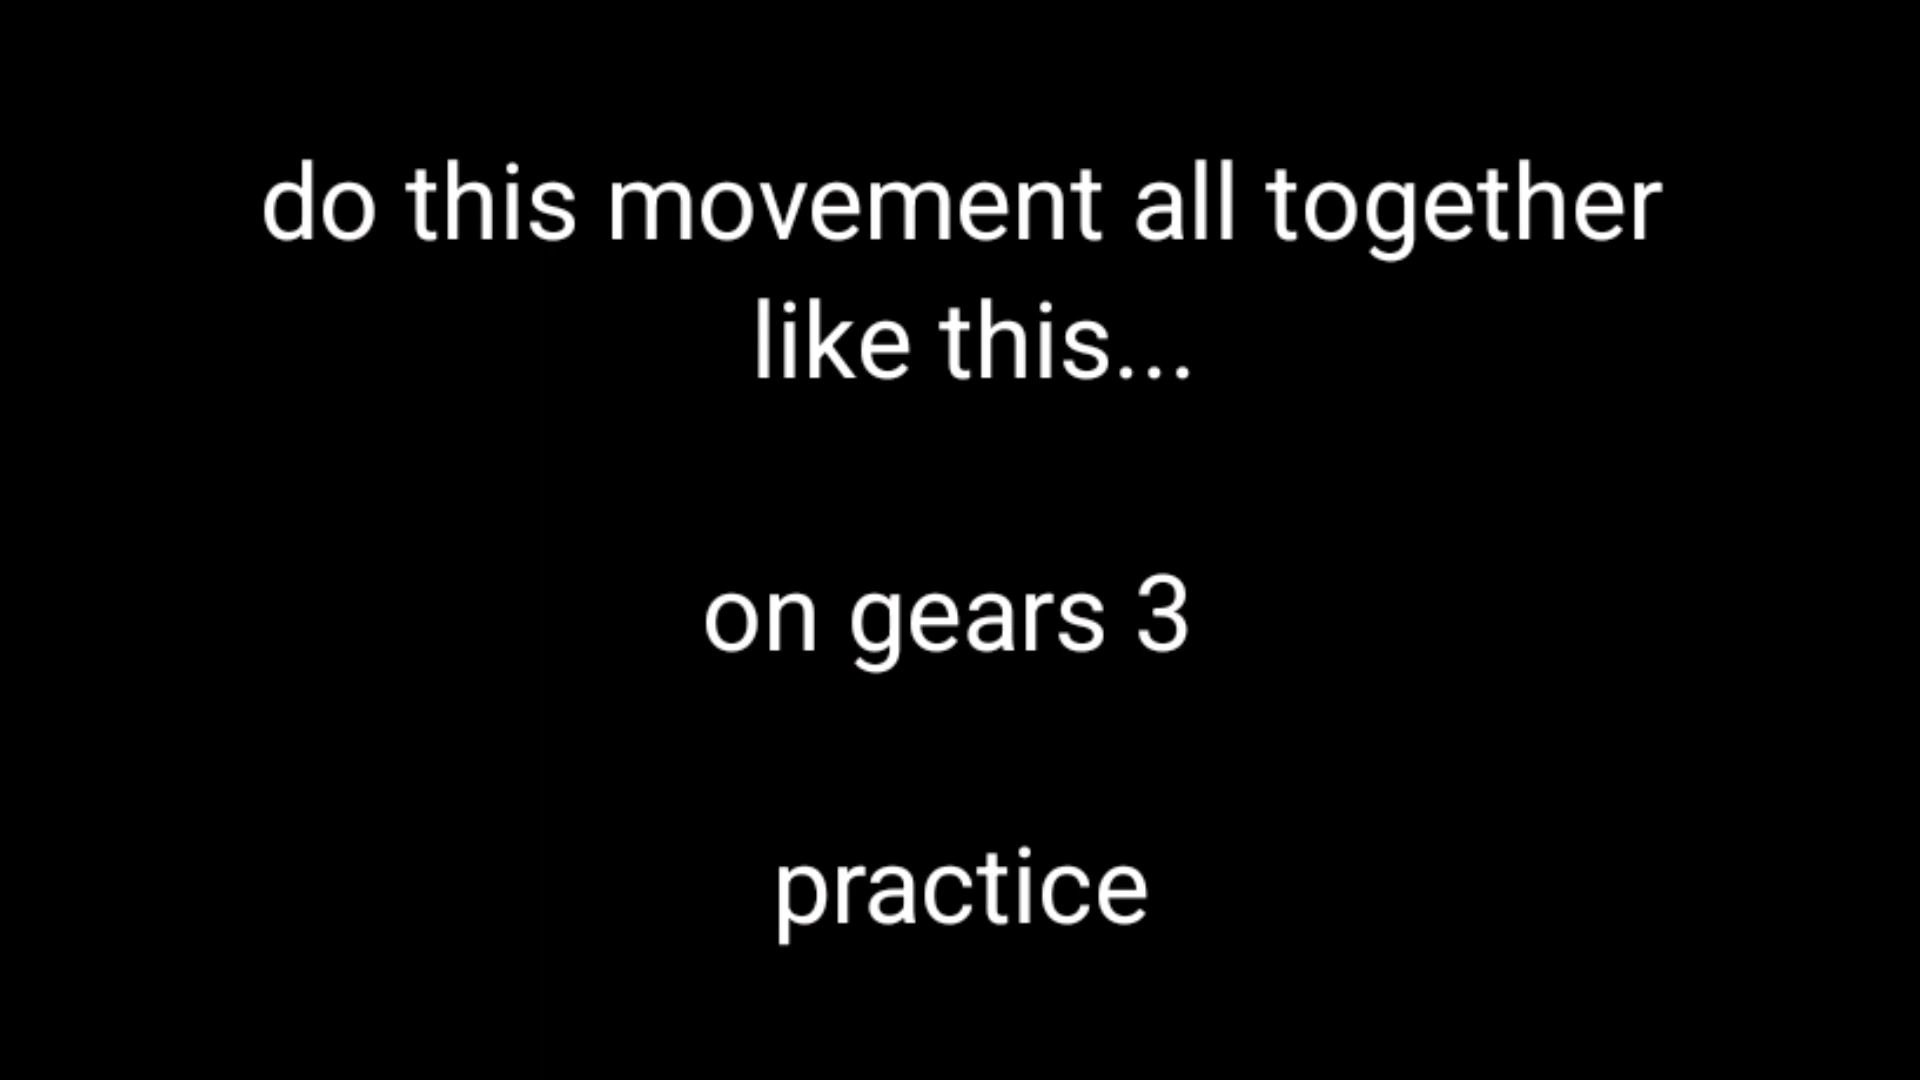 do this movement all together
like this...
on gears 3
practice